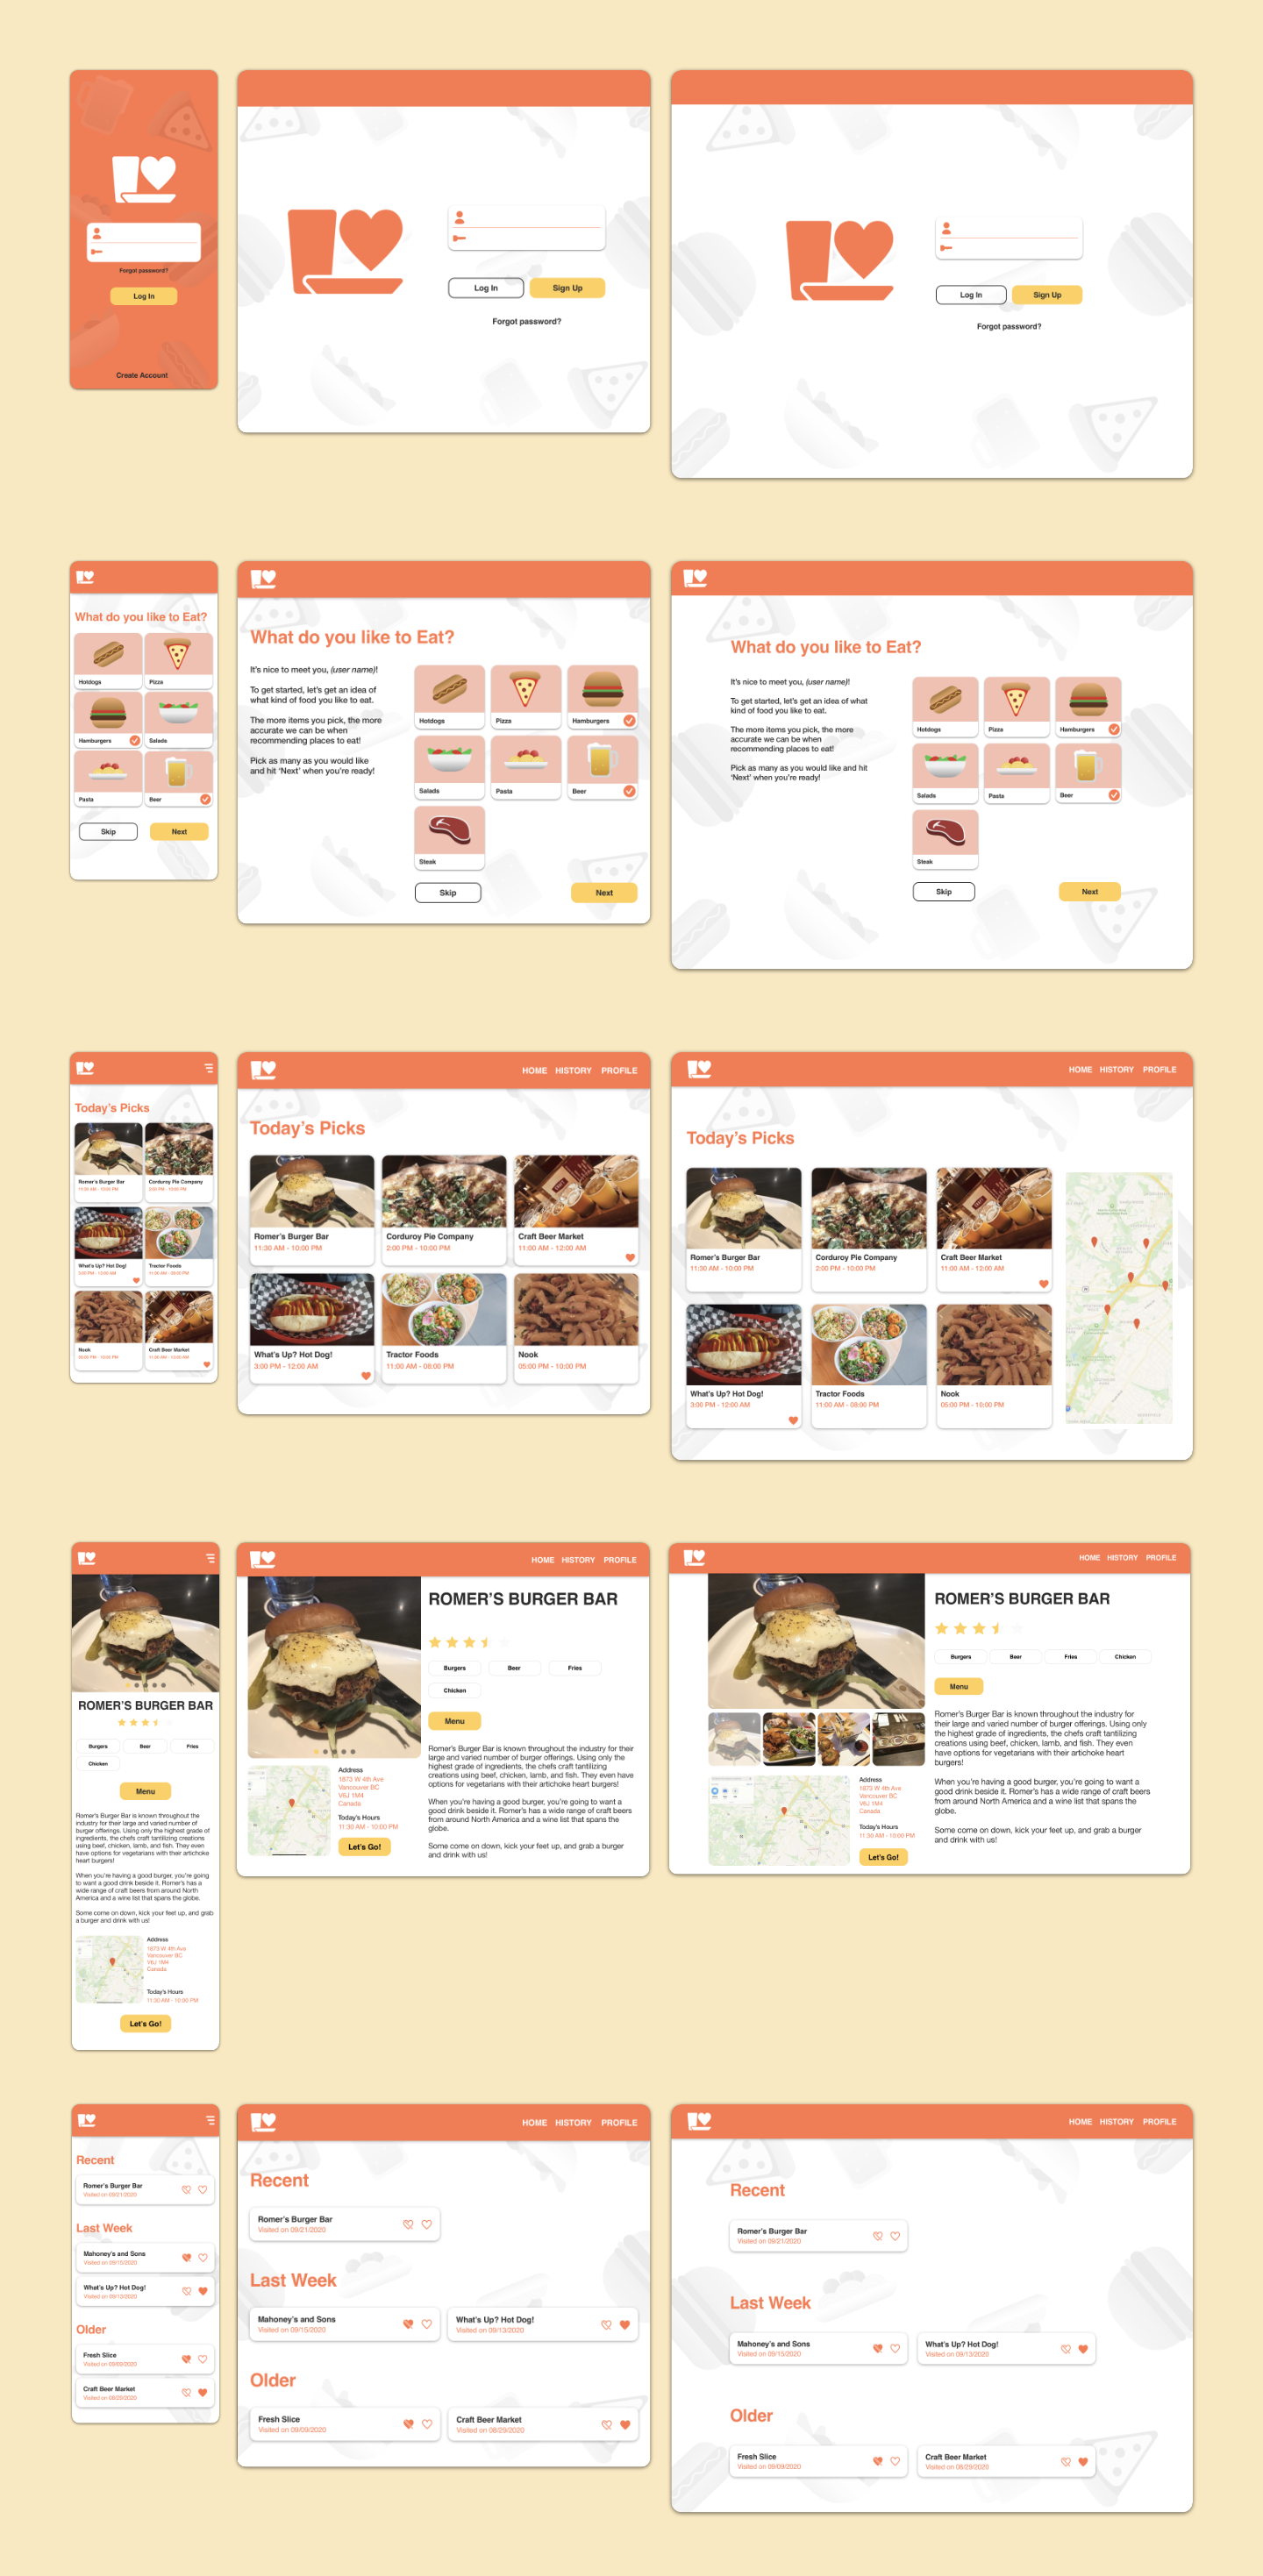 Forgot password?
Log In
Create Account
Log In
Sign Up
Forgot password?
Log In
Sign Up
Forgot password?
What do you like to Eat?
Hotdogs
Pizza
Hamburgers
Salads
Pasta
Beer
Skip
Next
What do you like to Eat?
It's nice to meet you, (user name)!
To get started, let's get an idea of
what kind of food you like to eat.
The more items you pick, the more
accurate we can be when
recommending places to eat!
Pick as many as you would like
and hit 'Next' when you're ready!
Hotdogs
Pizza
Hamburgers
Salads
Pasta
Beer
Steak
Skip
Next
What do you like to Eat?
It's nice to meet you, (user name)!
To get started, let's get an idea of what
kind of food you like to eat.
The more items you pick, the more
accurate we can be when
recommending places to eat!
Pick as many as you would like and hit
'Next' when you're ready!
Hotdogs
Pizza
Hamburgers
Salads
Pasta
Beer
Steak
Skip
Next
Today's Picks
Romer's Burger Bar
11:30 AM - 10:00 PM
Corduroy Pie Company
2:00 PM - 10:00 PM
What's Up? Hot Dog!
3:00 PM - 12:00 AM
Tractor Foods
11:00 AM - 08:00 PM
Nook
05:00 PM - 10:00 PM
Craft Beer Market
11:00 AM - 12:00 AM
HOME HISTORY PROFILE
Today's Picks
Romer's Burger Bar
11:30 AM - 10:00 PM
Corduroy Pie Company
2:00 PM - 10:00 PM
Craft Beer Market
11:00 AM - 12:00 AM
What's Up? Hot Dog!
3:00 PM - 12:00 AM
Tractor Foods
11:00 AM - 08:00 PM
Nook
05:00 PM - 10:00 PM
HOME HISTORY PROFILE
Today's Picks
Romer's Burger Bar
11:30 AM - 10:00 PM
Corduroy Pie Company
2:00 PM - 10:00 PM
Craft Beer Market
11:00 AM - 12:00 AM
What's Up? Hot Dog!
3:00 PM - 12:00 AM
Tractor Foods
11:00 AM - 08:00 PM
Nook
05:00 PM - 10:00 PM
ROMER'S BURGER BAR
Burgers
Beer
Fries
Chicken
Menu
Romer's Burger Bar is known throughout the
industry for their large and varied number of
burger offerings. Using only the highest grade of
ingredients, the chefs craft tantilizing creations
using beef, chicken, lamb, and fish. They even
have options for vegetarians with their artichoke
heart burgers!
When you're having a good burger, you're going
to want a good drink beside it. Romer's has a
wide range of craft beers from around North
America and a wine list that spans the globe.
Some come on down, kick your feet up, and grab
a burger and drink with us!
Address
1873 W 4th Ave
Vancouver BC
V6J 1M4
Canada
Today's Hours
11:30 AM - 10:00 PM
Let's Go!
HOME HISTORY PROFILE
ROMER'S BURGER BAR
Burgers
Beer
Fries
Chicken
Menu
Romer's Burger Bar is known throughout the industry for their
large and varied number of burger offerings. Using only the
highest grade of ingredients, the chefs craft tantilizing
creations using beef, chicken, lamb, and fish. They even have
options for vegetarians with their artichoke heart burgers!
When you're having a good burger, you're going to want a
good drink beside it. Romer's has a wide range of craft beers
from around North America and a wine list that spans the
globe.
Some come on down, kick your feet up, and grab a burger
and drink with us!
Address
1873 W 4th Ave
Vancouver BC
V6J 1M4
Canada
Today's Hours
11:30 AM - 10:00 PM
Let's Go!
HOME HISTORY PROFILE
ROMER'S BURGER BAR
Burgers
Beer
Fries
Chicken
Menu
Romer's Burger Bar is known throughout the industry for
their large and varied number of burger offerings. Using only
the highest grade of ingredients, the chefs craft tantilizing
creations using beef, chicken, lamb, and fish. They even
have options for vegetarians with their artichoke heart
burgers!
When you're having a good burger, you're going to want a
good drink beside it. Romer's has a wide range of craft beers
from around North America and a wine list that spans the
globe.
Some come on down, kick your feet up, and grab a burger
and drink with us!
Address
1873 W 4th Ave
Vancouver BC
V6J 1M4
Canada
Today's Hours
11:30 AM - 10:00 PM
Let's Go!
Recent
Romer's Burger Bar
Visited on 09/21/2020
Last Week
Mahoney's and Sons
Visited on 09/15/2020
What's Up? Hot Dog!
Visited on 09/13/2020
Older
Fresh Slice
Visited on 09/09/2020
Craft Beer Market
Visited on 08/29/2020
HOME HISTORY PROFILE
Recent
Romer's Burger Bar
Visited on 09/21/2020
Last Week
Mahoney's and Sons
Visited on 09/15/2020
What's Up? Hot Dog!
Visited on 09/13/2020
Older
Fresh Slice
Visited on 09/09/2020
Craft Beer Market
Visited on 08/29/2020
HOME HISTORY PROFILE
Recent
Romer's Burger Bar
Visited on 09/21/2020
Last Week
Mahoney's and Sons
Visited on 09/15/2020
What's Up? Hot Dog!
Visited on 09/13/2020
Older
Fresh Slice
Visited on 09/09/2020
Craft Beer Market
Visited on 08/29/2020